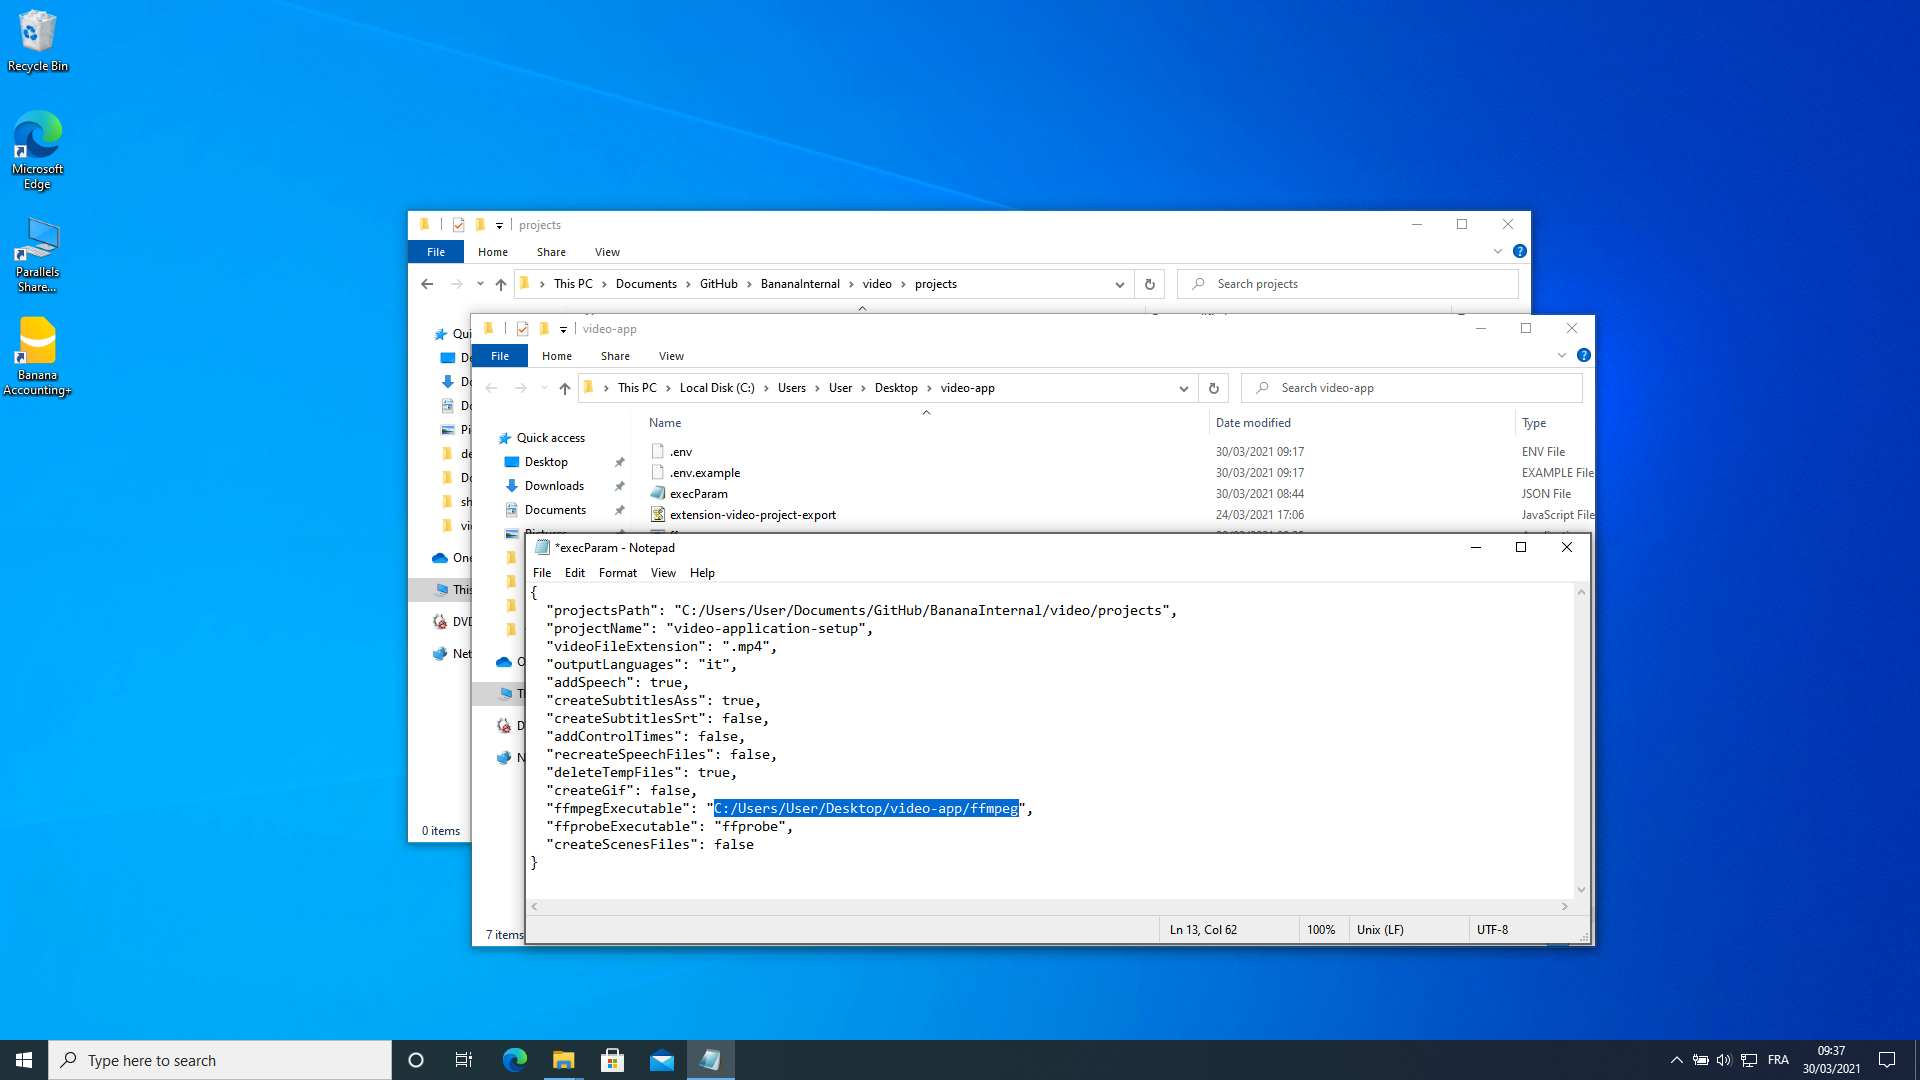 Recycle Bin
Microsoft
Edge
Parallels
Share...
Banana
Accounting+
projects
File Home Share View
This PC Documents GitHub BananaInternal video projects
Search projects
Qui
De
Do
Do
Pi
de
Do
sh
vi
One
This
DVD
Net
0 items
video-app
File Home Share View
This PC Local Disk (C:) Users User Desktop video-app
Search video-app
Name Date modified Type
Quick access
Desktop
Downloads
Documents
Pictures
.env 30/03/2021 09:17 ENV File
.env.example 30/03/2021 09:17 EXAMPLE File
execParam 30/03/2021 08:44 JSON File
extension-video-project-export 24/03/2021 17:06 JavaScript File
O
Th
D
N
7 items
*execParam - Notepad
File Edit Format View Help
{
"projectsPath": "C:/Users/User/Documents/GitHub/BananaInternal/video/projects",
"projectName": "video-application-setup",
"videoFileExtension": ".mp4",
"outputLanguages": "it",
"addSpeech": true,
"createSubtitlesAss": true,
"createSubtitlesSrt": false,
"addControlTimes": false,
"recreateSpeechFiles": false,
"deleteTempFiles": true,
"createGif": false,
"ffmpegExecutable": "C:/Users/User/Desktop/video-app/ffmpeg",
"ffprobeExecutable": "ffprobe",
"createScenesFiles": false
}
Ln 13, Col 62 100% Unix (LF) UTF-8
Type here to search
FRA
09:37
30/03/2021